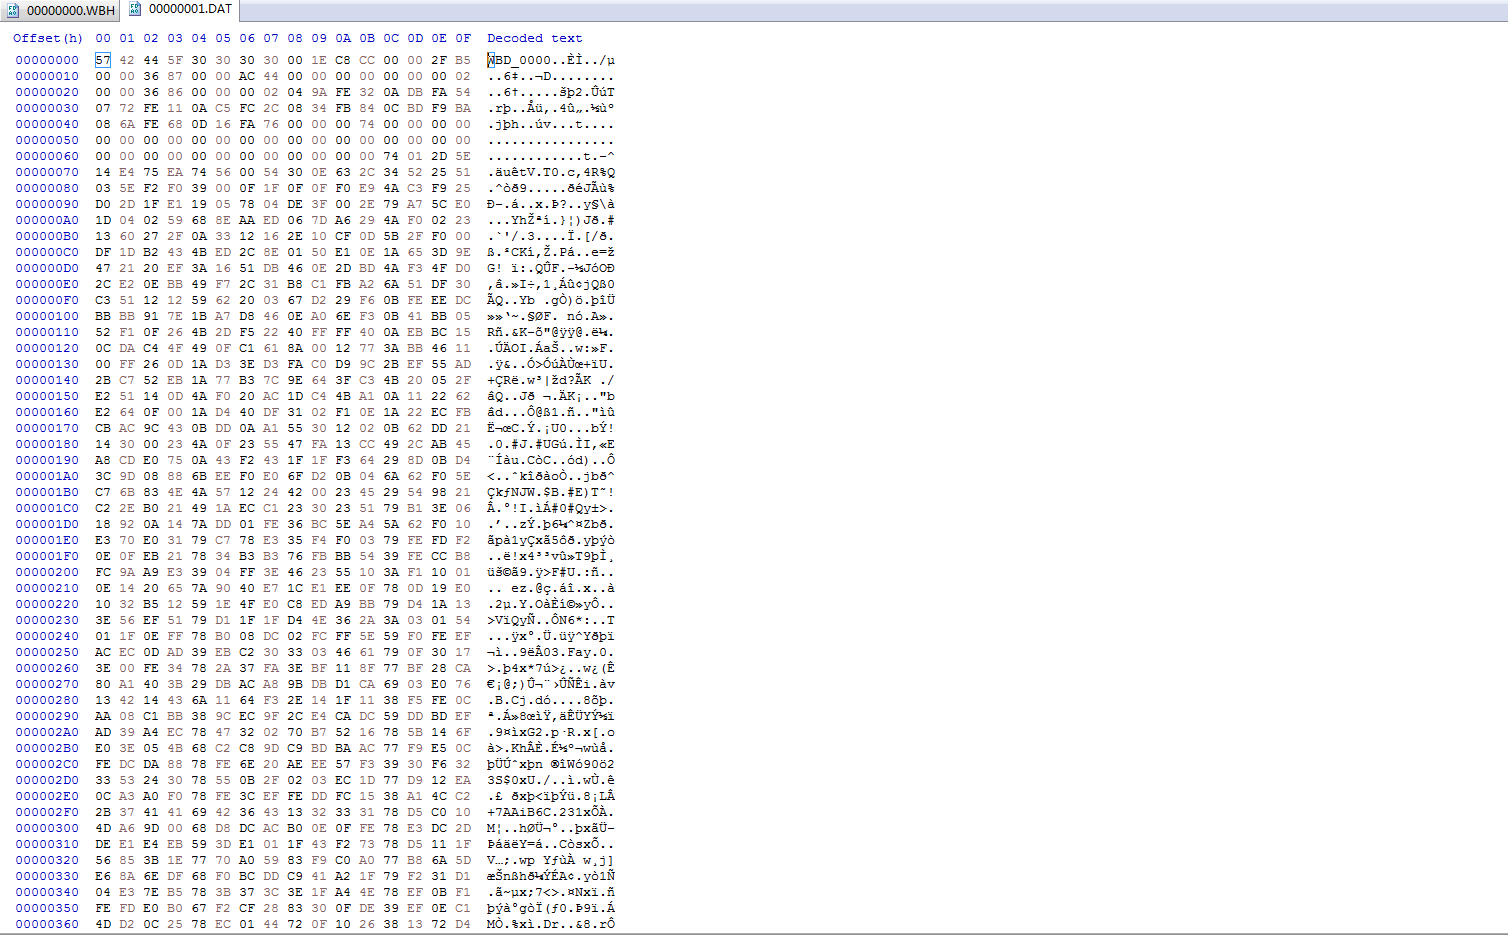 00000000.WBH
00000001.DAT
Offset(h) 00 01 02 03 04 05 06 07 08 09 0A 0B 0C 0D 0E 0F Decoded text
00000000 57 42 44 5F 30 30 30 30 00 1E C8 CC 00 00 2F B5 WBD_0000..ÈÌ../µ
00000010 00 00 36 87 00 00 AC 44 00 00 00 00 00 00 00 02 ..6‡..¬D........
00000020 00 00 36 86 00 00 00 02 04 9A FE 32 0A DB FA 54 ..6†.....šþ2.ÛúT
00000030 07 72 FE 11 0A C5 FC 2C 08 34 FB 84 0C BD F9 BA .rþ..Åü,.4û„.½ùº
00000040 08 6A FE 68 0D 16 FA 76 00 00 00 74 00 00 00 00 .jþh..úv...t....
00000050 00 00 00 00 00 00 00 00 00 00 00 00 00 00 00 00 ................
00000060 00 00 00 00 00 00 00 00 00 00 00 00 74 01 2D 5E ............t.-^
00000070 14 E4 75 EA 74 56 00 54 30 0E 63 2C 34 52 25 51 .äuêtV.T0.c,4R%Q
00000080 03 5E F2 F0 39 00 0F 1F 0F 0F F0 E9 4A C3 F9 25 .^òð9.....ðéJÃù%
00000090 D0 2D 1F E1 19 05 78 04 DE 3F 00 2E 79 A7 5C E0 Ð-.á..x.Þ?..y§\à
000000A0 1D 04 02 59 68 8E AA ED 06 7D A6 29 4A F0 02 23 ...YhŽªí.}¦)Jð.#
000000B0 13 60 27 2F 0A 33 12 16 2E 10 CF 0D 5B 2F F0 00 .`'/.3....Ï.[/ð.
000000C0 DF 1D B2 43 4B ED 2C 8E 01 50 E1 0E 1A 65 3D 9E ß.²CKí,Ž.Pá..e=ž
000000D0 47 21 20 EF 3A 16 51 DB 46 0E 2D BD 4A F3 4F D0 G! ï:.QÛF.-½JóOÐ
000000E0 2C E2 0E BB 49 F7 2C 31 B8 C1 FB A2 6A 51 DF 30 ,â.»I÷,1¸Áû¢jQß0
000000F0 C3 51 12 12 59 62 20 03 67 D2 29 F6 0B FE EE DC ÃQ..Yb .gÒ)ö.þîÜ
00000100 BB BB 91 7E 1B A7 D8 46 0E A0 6E F3 0B 41 BB 05 »»‘~.§ØF. nó.A».
00000110 52 F1 0F 26 4B 2D F5 22 40 FF FF 40 0A EB BC 15 Rñ.&K-õ"@ÿÿ@.ë¼.
00000120 0C DA C4 4F 49 0F C1 61 8A 00 12 77 3A BB 46 11 .ÚÄOI.ÁaŠ..w:»F.
00000130 00 FF 26 0D 1A D3 3E D3 FA C0 D9 9C 2B EF 55 AD .ÿ&..Ó>ÓúÀÙœ+ïU.
00000140 2B C7 52 EB 1A 77 B3 7C 9E 64 3F C3 4B 20 05 2F +ÇRë.w³|žd?ÃK ./
00000150 E2 51 14 0D 4A F0 20 AC 1D C4 4B A1 0A 11 22 62 âQ..Jð ¬.ÄK¡.."b
00000160 E2 64 0F 00 1A D4 40 DF 31 02 F1 0E 1A 22 EC FB âd...Ô@ß1.ñ.."ìû
00000170 CB AC 9C 43 0B DD 0A A1 55 30 12 02 0B 62 DD 21 Ë¬œC.Ý.¡U0...bÝ!
00000180 14 30 00 23 4A 0F 23 55 47 FA 13 CC 49 2C AB 45 .0.#J.#UGú.ÌI,«E
00000190 A8 CD E0 75 0A 43 F2 43 1F 1F F3 64 29 8D 0B D4 ¨Íàu.CòC..ód)..Ô
000001A0 3C 9D 08 88 6B EE F0 E0 6F D2 0B 04 6A 62 F0 5E <..ˆkîðàoÒ..jbð^
000001B0 C7 6B 83 4E 4A 57 12 24 42 00 23 45 29 54 98 21 ÇkƒNJW.$B.#E)T˜!
000001C0 C2 2E B0 21 49 1A EC C1 23 30 23 51 79 B1 3E 06 Â.°!I.ìÁ#0#Qy±>.
000001D0 18 92 0A 14 7A DD 01 FE 36 BC 5E A4 5A 62 F0 10 .’..zÝ.þ6¼^¤Zbð.
000001E0 E3 70 E0 31 79 C7 78 E3 35 F4 F0 03 79 FE FD F2 ãpà1yÇxã5ôð.yþýò
000001F0 0E 0F EB 21 78 34 B3 B3 76 FB BB 54 39 FE CC B8 ..ë!x4³³vû»T9þÌ¸
00000200 FC 9A A9 E3 39 04 FF 3E 46 23 55 10 3A F1 10 01 üš©ã9.ÿ>F#U.:ñ..
00000210 0E 14 20 65 7A 90 40 E7 1C E1 EE 0F 78 0D 19 E0 .. ez.@ç.áî.x..à
00000220 10 32 B5 12 59 1E 4F E0 C8 ED A9 BB 79 D4 1A 13 .2µ.Y.OàÈí©»yÔ..
00000230 3E 56 EF 51 79 D1 1F 1F D4 4E 36 2A 3A 03 01 54 >VïQyÑ..ÔN6*:..T
00000240 01 1F 0E FF 78 B0 08 DC 02 FC FF 5E 59 F0 FE EF ...ÿx°.Ü.üÿ^Yðþï
00000250 AC EC 0D AD 39 EB C2 30 33 03 46 61 79 0F 30 17 ¬ì..9ëÂ03.Fay.0.
00000260 3E 00 FE 34 78 2A 37 FA 3E BF 11 8F 77 BF 28 CA >.þ4x*7ú>¿..w¿(Ê
00000270 80 A1 40 3B 29 DB AC A8 9B DB D1 CA 69 03 E0 76 €¡@;)Û¬¨›ÛÑÊi.àv
00000280 13 42 14 43 6A 11 64 F3 2E 14 1F 11 38 F5 FE 0C .B.Cj.dó....8õþ.
00000290 AA 08 C1 BB 38 9C EC 9F 2C E4 CA DC 59 DD BD EF ª.Á»8œìŸ,äÊÜYÝ½ï
000002A0 AD 39 A4 EC 78 47 32 02 70 B7 52 16 78 5B 14 6F .9¤ìxG2.p·R.x[.o
000002B0 E0 3E 05 4B 68 C2 C8 9D C9 BD BA AC 77 F9 E5 0C à>.KhÂÈ.É½º¬wùå.
000002C0 FE DC DA 88 78 FE 6E 20 AE EE 57 F3 39 30 F6 32 þÜÚˆxþn ®îWó90ö2
000002D0 33 53 24 30 78 55 0B 2F 02 03 EC 1D 77 D9 12 EA 3S$0xU./..ì.wÙ.ê
000002E0 0C A3 A0 F0 78 FE 3C EF FE DD FC 15 38 A1 4C C2 .£ ðxþ<ïþÝü.8¡LÂ
000002F0 2B 37 41 41 69 42 36 43 13 32 33 31 78 D5 C0 10 +7AAiB6C.231xÕÀ.
00000300 4D A6 9D 00 68 D8 DC AC B0 0E 0F FE 78 E3 DC 2D M¦..hØÜ¬°..þxãÜ-
00000310 DE E1 E4 EB 59 3D E1 01 1F 43 F2 73 78 D5 11 1F ÞáäëY=á..CòsxÕ..
00000320 56 85 3B 1E 77 70 A0 59 83 F9 C0 A0 77 B8 6A 5D V…;.wp YƒùÀ w¸j]
00000330 E6 8A 6E DF 68 F0 BC DD C9 41 A2 1F 79 F2 31 D1 æŠnßhð¼ÝÉA¢.yò1Ñ
00000340 04 E3 7E B5 78 3B 37 3C 3E 1F A4 4E 78 EF 0B F1 .ã~µx;7<>.¤Nxï.ñ
00000350 FE FD E0 B0 67 F2 CF 28 83 30 0F DE 39 EF 0E C1 þýà°gòÏ(ƒ0.Þ9ï.Á
00000360 4D D2 0C 25 78 EC 01 44 72 0F 10 26 38 13 72 D4 MÒ.%xì.Dr..&8.rÔ